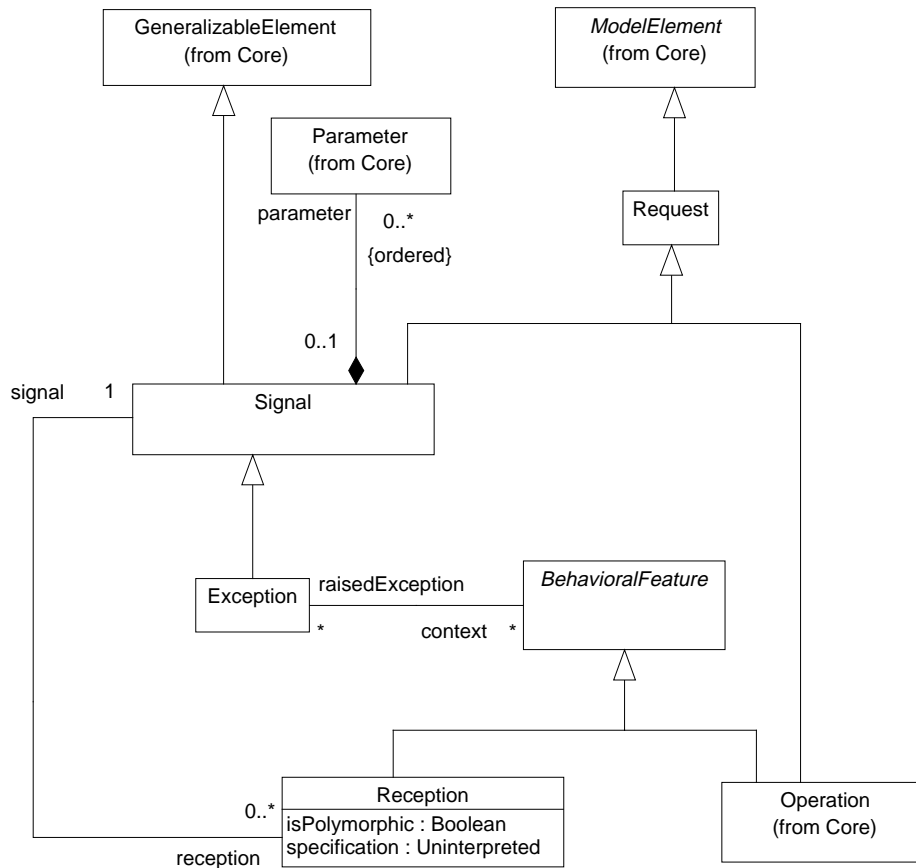 GeneralizableElement
(from Core)
ModelElement
(from Core)
Parameter
(from Core)
parameter
0..*
{ordered}
Request
0..1
signal
1
Signal
Exception
raisedException
*
context
*
BehavioralFeature
0..*
reception
Reception
isPolymorphic : Boolean
specification : Uninterpreted
Operation
(from Core)